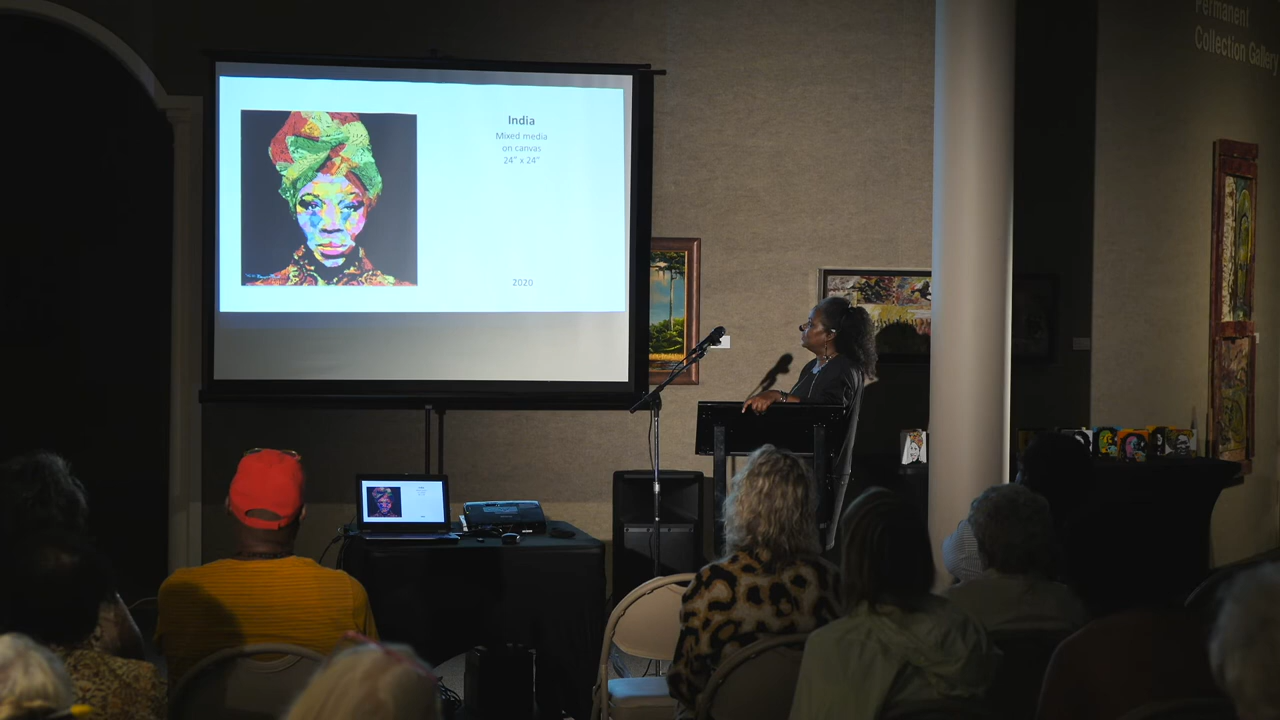 India
Mixed media
on canvas
24" x 24"
2020
Permanent
Collection Gallery